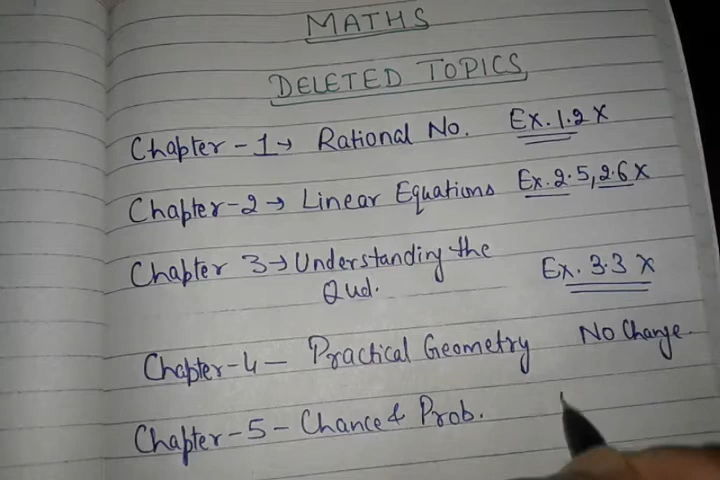 MATHS
DELETED TOPICS
Chapter - 1 → Rational No. Ex. 1.2 X
Chapter - 2 → Linear Equations Ex. 2.5, 2.6 X
Chapter 3 → Understanding the
Qud. Ex. 3.3 X
Chapter - 4 — Practical Geometry No Change
Chapter - 5 - Chance & Prob.